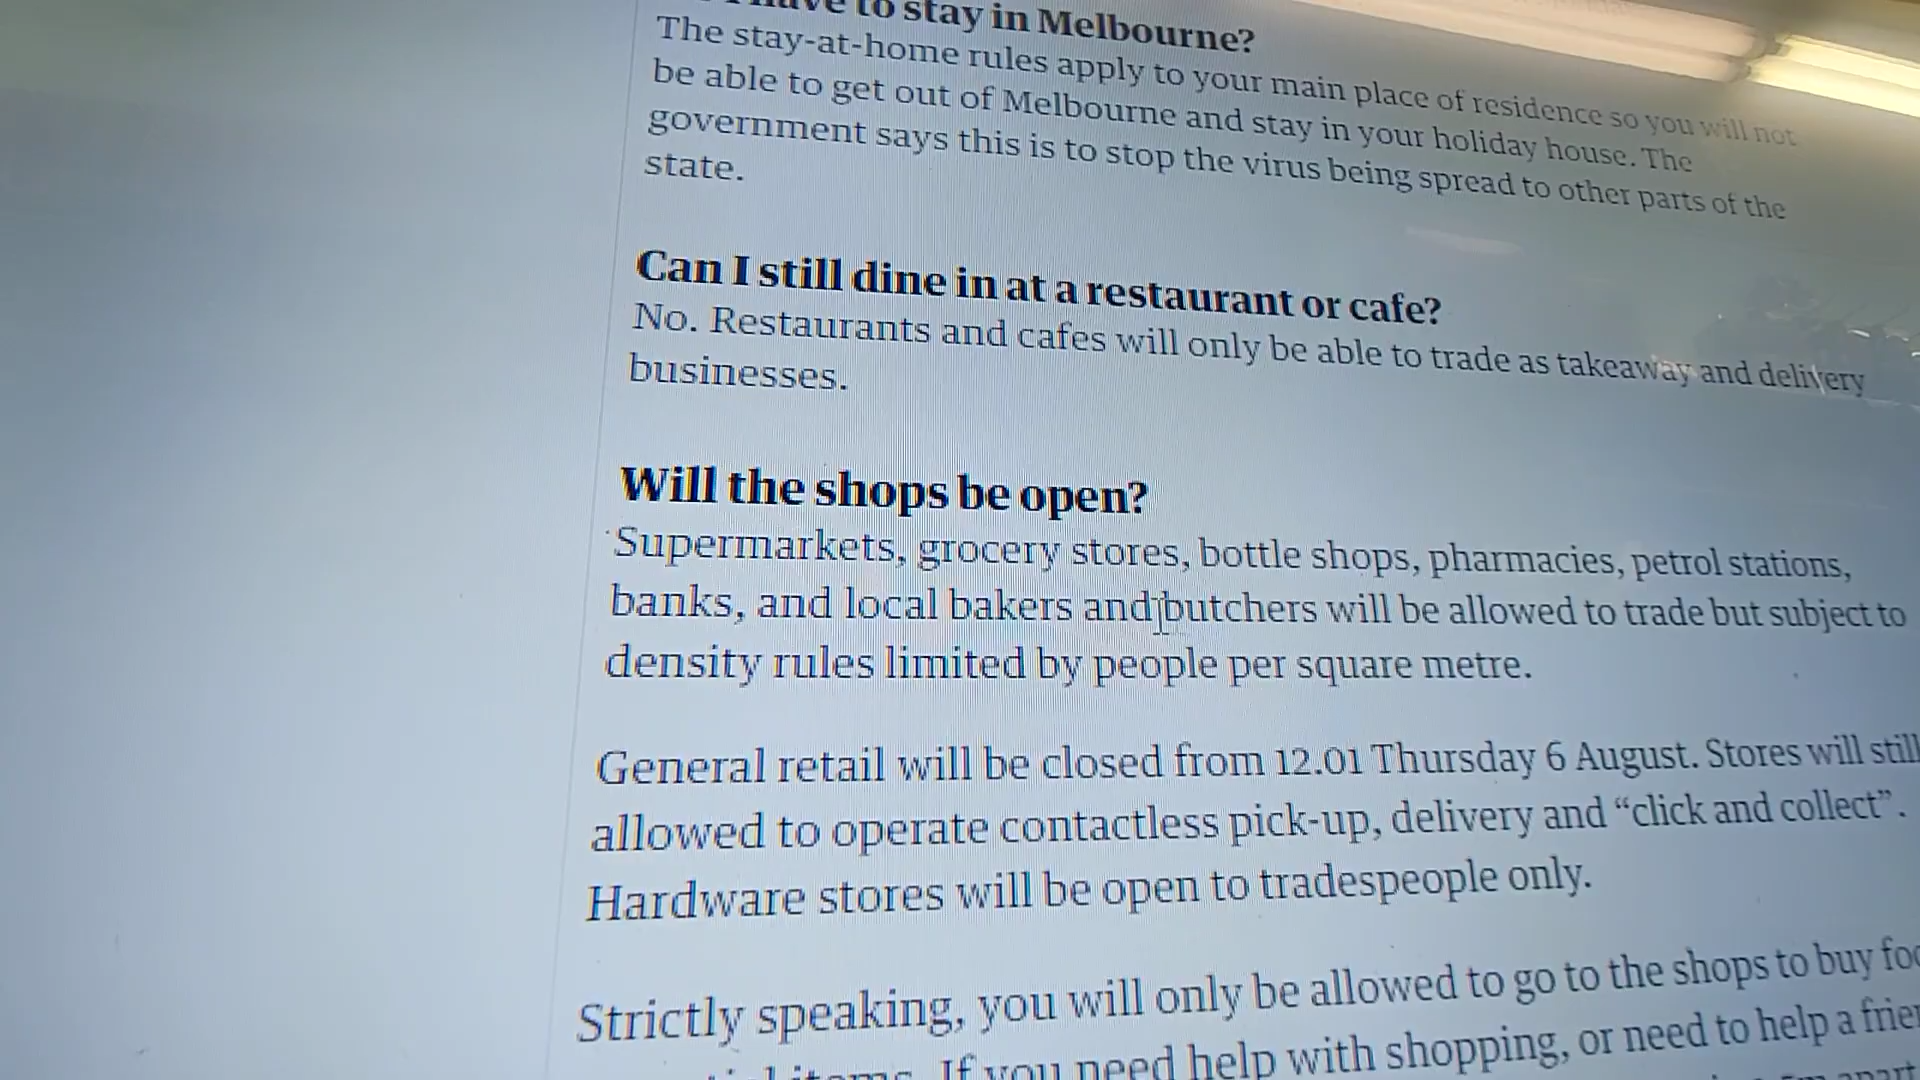 to stay in Melbourne?
The stay-at-home rules apply to your main place of residence so you will not
be able to get out of Melbourne and stay in your holiday house. The
government says this is to stop the virus being spread to other parts of the
state.
Can I still dine in at a restaurant or cafe?
No. Restaurants and cafes will only be able to trade as takeaway and delivery
businesses.
Will the shops be open?
Supermarkets, grocery stores, bottle shops, pharmacies, petrol stations,
banks, and local bakers and butchers will be allowed to trade but subject to
density rules limited by people per square metre.
General retail will be closed from 12.01 Thursday 6 August. Stores will still
allowed to operate contactless pick-up, delivery and “click and collect”.
Hardware stores will be open to tradespeople only.
Strictly speaking, you will only be allowed to go to the shops to buy
items. If you need help with shopping, or need to help a